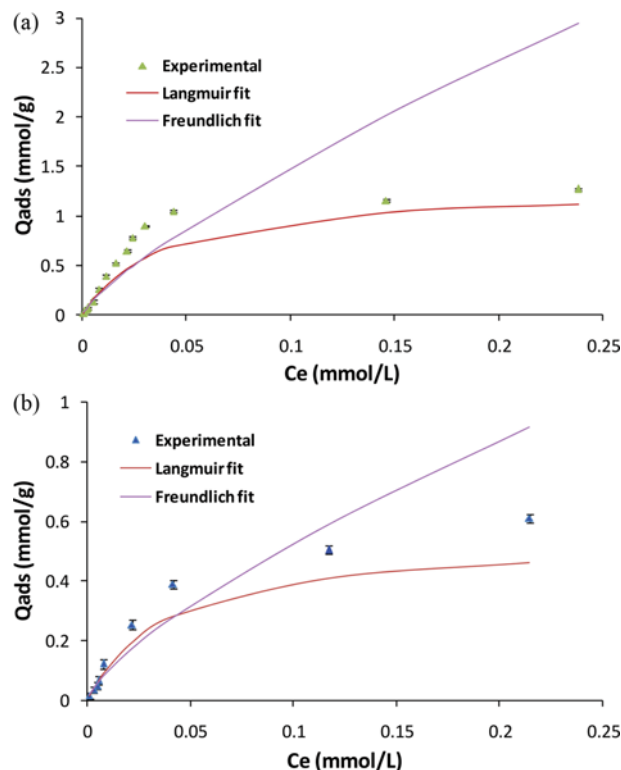 (a)
3
2.5
2
1.5
1
0.5
0
Qads (mmol/g)
Experimental
Langmuir fit
Freundlich fit
0 0.05 0.1 0.15 0.2 0.25
Ce (mmol/L)
(b)
1
0.8
0.6
0.4
0.2
0
Qads (mmol/g)
Experimental
Langmuir fit
Freundlich fit
0 0.05 0.1 0.15 0.2 0.25
Ce (mmol/L)